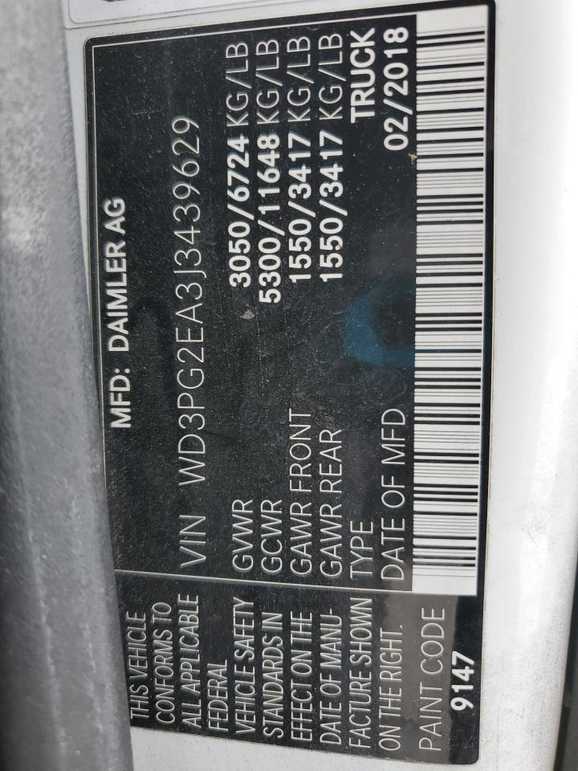 MFD: DAIMLER AG
VIN WD3PG2EA3J3439629
GVWR 3050/6724 KG/LB
GCWR 5300/11648 KG/LB
GAWR FRONT 1550/3417 KG/LB
GAWR REAR 1550/3417 KG/LB
TYPE TRUCK
DATE OF MFD 02/2018
THIS VEHICLE
CONFORMS TO
ALL APPLICABLE
FEDERAL
VEHICLE SAFETY
STANDARDS IN
EFFECT ON THE
DATE OF MANU-
FACTURE SHOWN
ON THE RIGHT.
PAINT CODE
9147